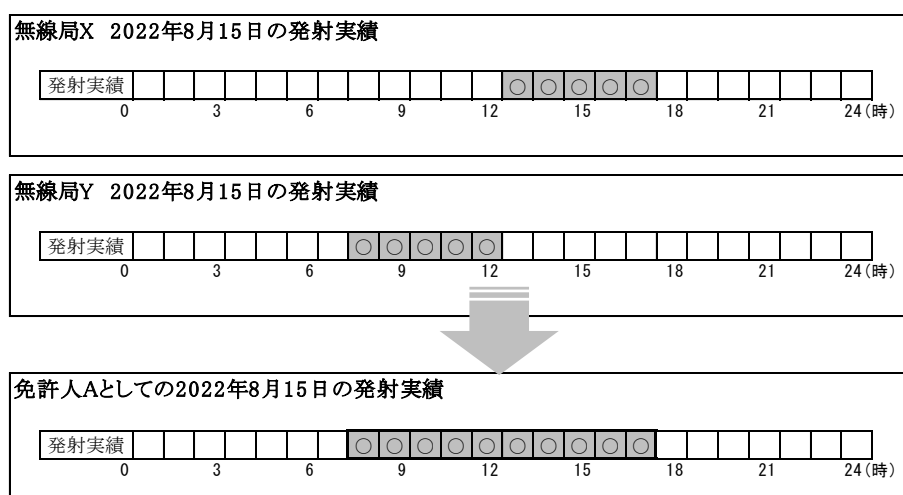 無線局X 2022年8月15日の発射実績
発射実績 ○ ○ ○ ○ ○
0 3 6 9 12 15 18 21 24(時)
無線局Y 2022年8月15日の発射実績
発射実績 ○ ○ ○ ○ ○
0 3 6 9 12 15 18 21 24(時)
免許人Aとしての2022年8月15日の発射実績
発射実績 ○ ○ ○ ○ ○ ○ ○ ○ ○ ○
0 3 6 9 12 15 18 21 24(時)